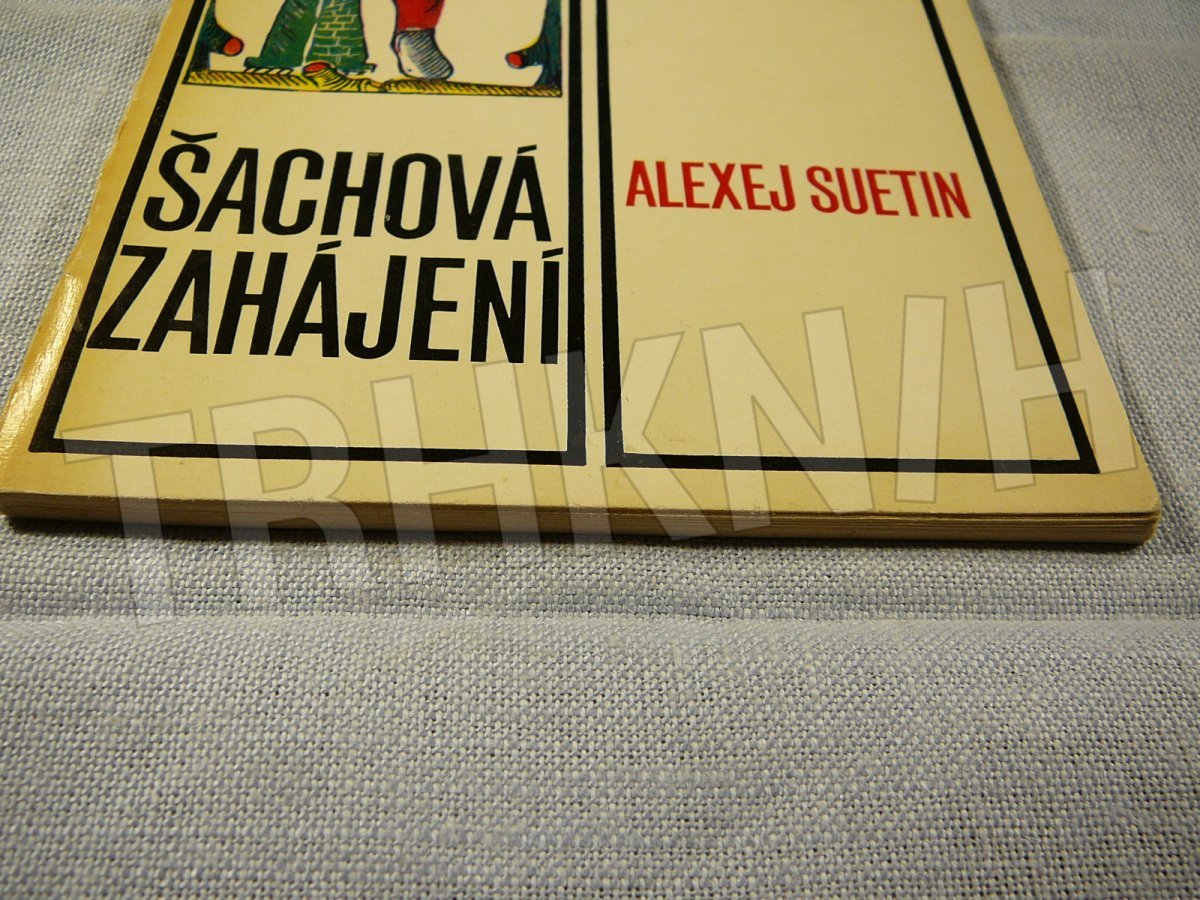 ŠACHOVÁ
ZAHÁJENÍ
ALEXEJ SUETIN
TRHKNIH